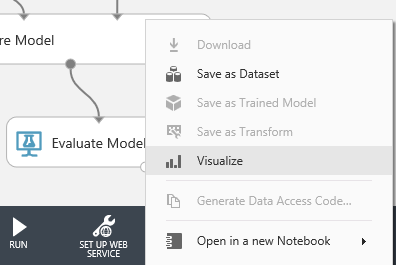 re Model
Download
Save as Dataset
Save as Trained Model
Save as Transform
Evaluate Model
Visualize
Generate Data Access Code...
RUN
SET UP WEB
SERVICE
Open in a new Notebook